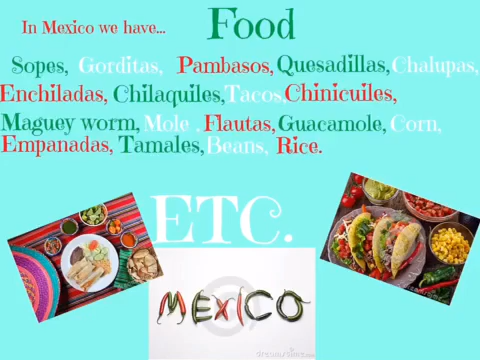 In Mexico we have...
Food
Sopes, Gorditas, Pambasos, Quesadillas, Chalupas,
Enchiladas, Chilaquiles, Tacos, Chinicuiles,
Maguey worm, Mole , Flautas, Guacamole, Corn,
Empanadas, Tamales, Beans, Rice.
ETC.
MEXICO